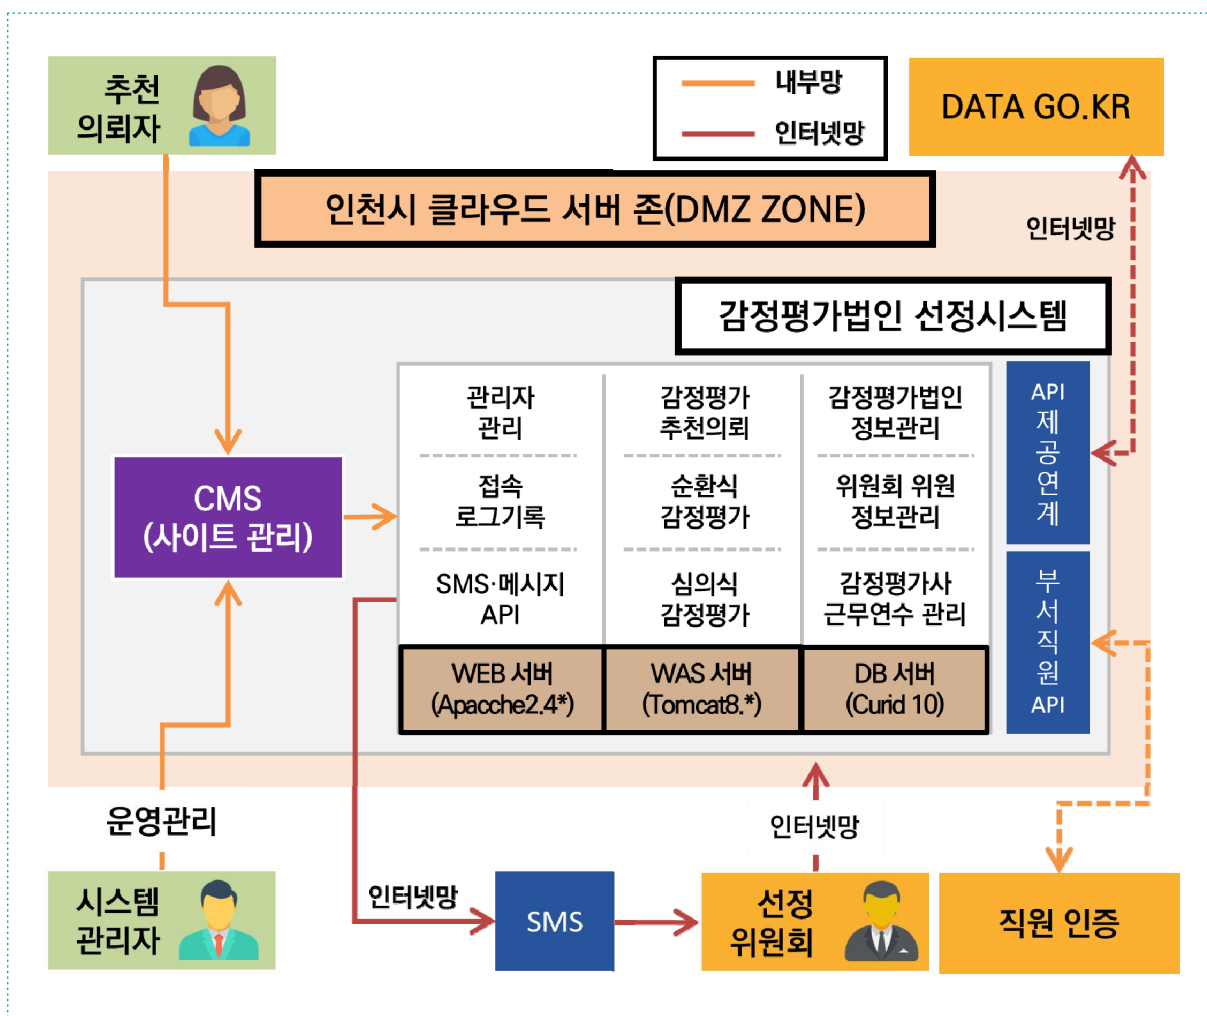 추천
의뢰자
내부망
인터넷망
DATA GO.KR
인천시 클라우드 서버 존(DMZ ZONE)
인터넷망
감정평가법인 선정시스템
관리자
관리
감정평가
추천의뢰
감정평가법인
정보관리
API
제
공
연
계
CMS
(사이트 관리)
접속
로그기록
순환식
감정평가
위원회 위원
정보관리
SMS·메시지
API
심의식
감정평가
감정평가사
근무연수 관리
부
서
직
원
API
WEB 서버
(Apacche2.4*)
WAS 서버
(Tomcat8.*)
DB 서버
(Curid 10)
운영관리
인터넷망
시스템
관리자
인터넷망
SMS
선정
위원회
직원 인증